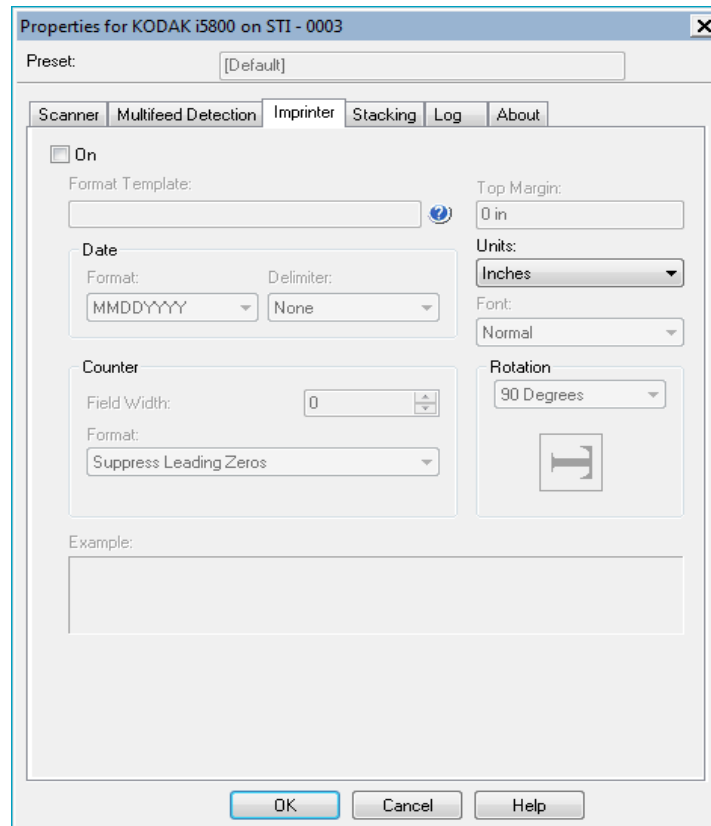 Properties for KODAK i5800 on STI - 0003
Preset: [Default]
Scanner Multifeed Detection Imprinter Stacking Log About
On
Format Template:
Top Margin:
0 in
Date
Format: Delimiter:
MMDDYYYY None
Units:
Inches
Font:
Normal
Counter
Field Width: 0
Format:
Suppress Leading Zeros
Rotation
90 Degrees
Example:
OK Cancel Help